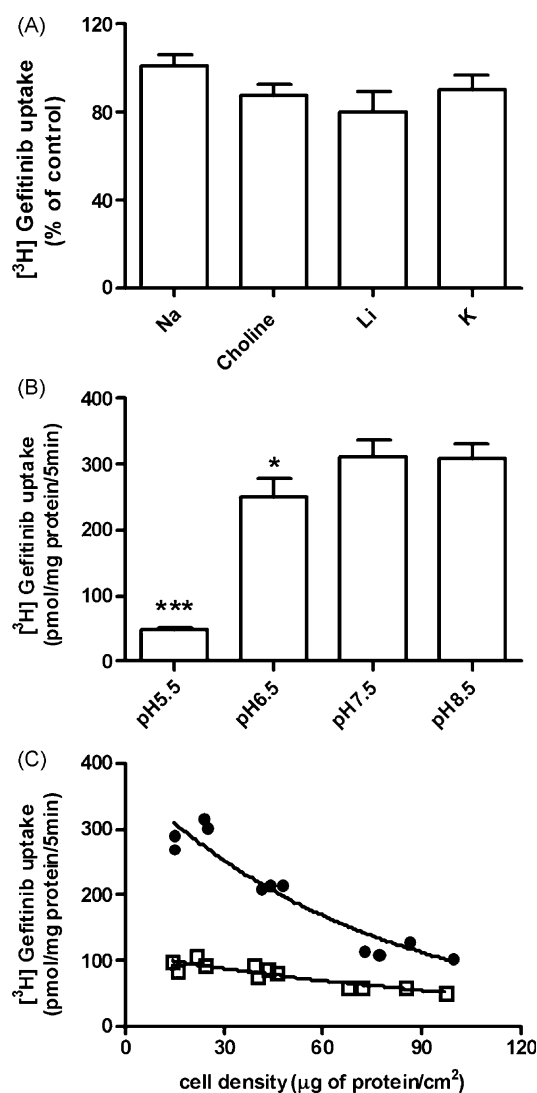 (A)
[³H] Gefitinib uptake
(% of control)
120
80
40
0
Na
Choline
Li
K
(B)
[³H] Gefitinib uptake
(pmol/mg protein/5min)
400
300
200
100
0
***
*
pH5.5
pH6.5
pH7.5
pH8.5
(C)
[³H] Gefitinib uptake
(pmol/mg protein/5min)
400
300
200
100
0
0
30
60
90
120
cell density (μg of protein/cm²)